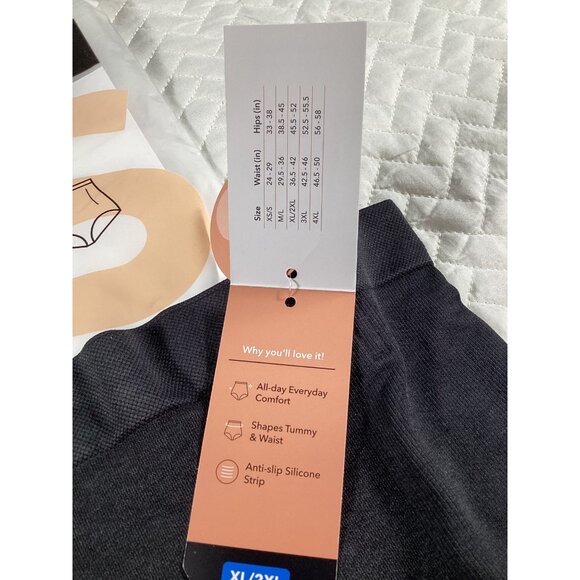 Size Waist (in) Hips (in)
XS/S 24 - 29 33 - 38
M/L 29.5 - 36 38.5 - 45
XL/2XL 36.5 - 42 45.5 - 52
3XL 42.5 - 46 52.5 - 55.5
4XL 46.5 - 50 56 - 58
Why you'll love it!
All-day Everyday
Comfort
Shapes Tummy
& Waist
Anti-slip Silicone
Strip
XL/2XL